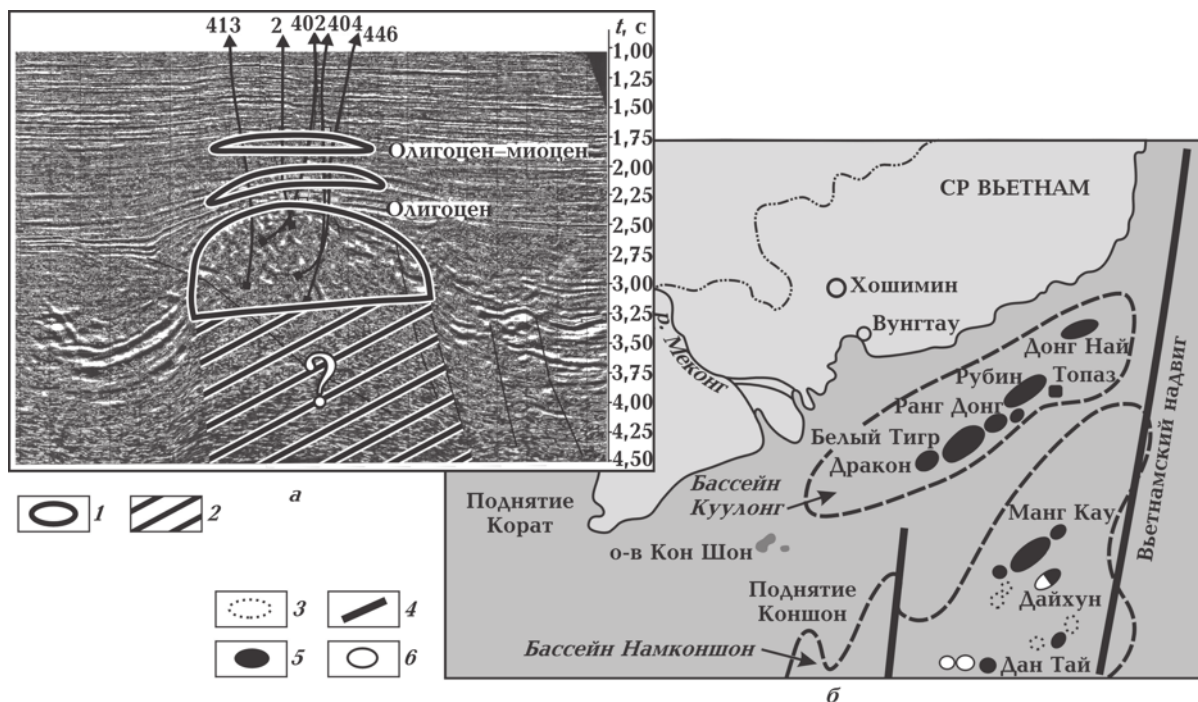 413
2
402
404
446
t, с
1,00
1,25
1,50
1,75
2,00
2,25
2,50
2,75
3,00
3,25
3,50
3,75
4,00
4,25
4,50
Олигоцен–миоцен
Олигоцен
?
а
1
2
3
4
5
6
СР ВЬЕТНАМ
Хошимин
Вунгтау
р. Меконг
Донг Най
Рубин
Топаз
Ранг Донг
Белый Тигр
Дракон
Бассейн
Куулонг
Поднятие
Корат
о-в Кон Шон
Манг Кау
Поднятие
Коншон
Дайхун
Бассейн Намконшон
Дан Тай
Вьетнамский надвиг
б